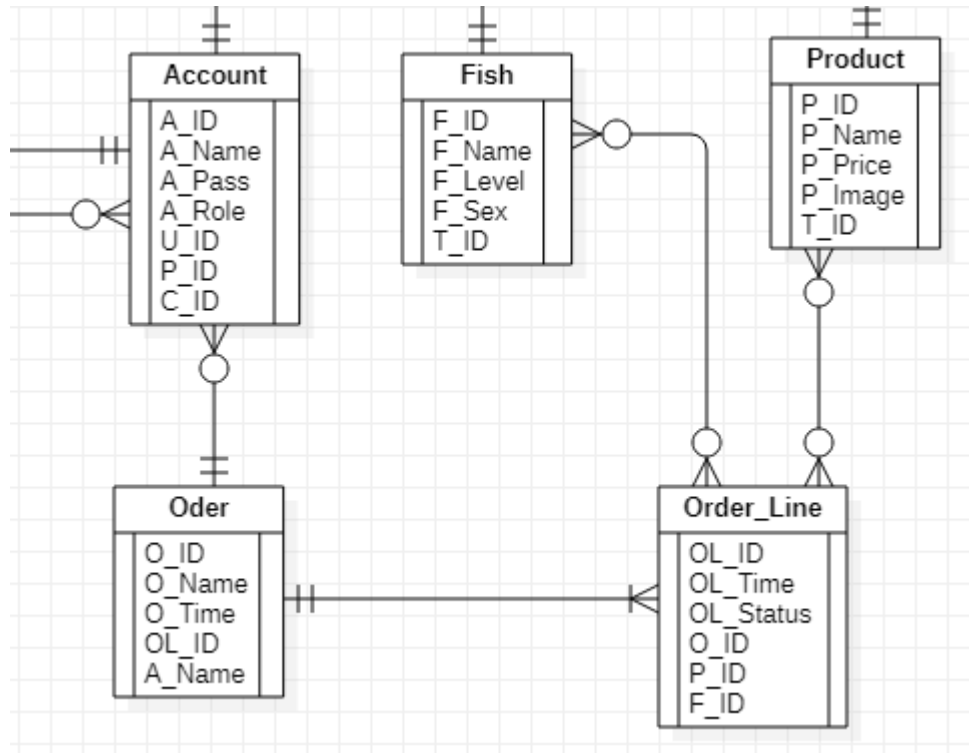 Account
A_ID
A_Name
A_Pass
A_Role
U_ID
P_ID
C_ID
Fish
F_ID
F_Name
F_Level
F_Sex
T_ID
Product
P_ID
P_Name
P_Price
P_Image
T_ID
Oder
O_ID
O_Name
O_Time
OL_ID
A_Name
Order_Line
OL_ID
OL_Time
OL_Status
O_ID
P_ID
F_ID